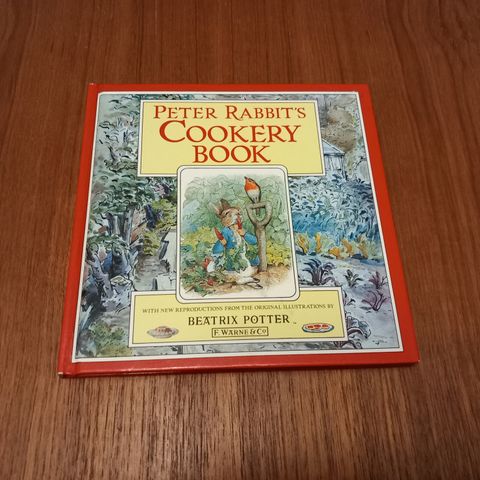 PETER RABBIT'S
COOKERY
BOOK
WITH NEW REPRODUCTIONS FROM THE ORIGINAL ILLUSTRATIONS BY
BEATRIX POTTER
F. WARNE & Cº